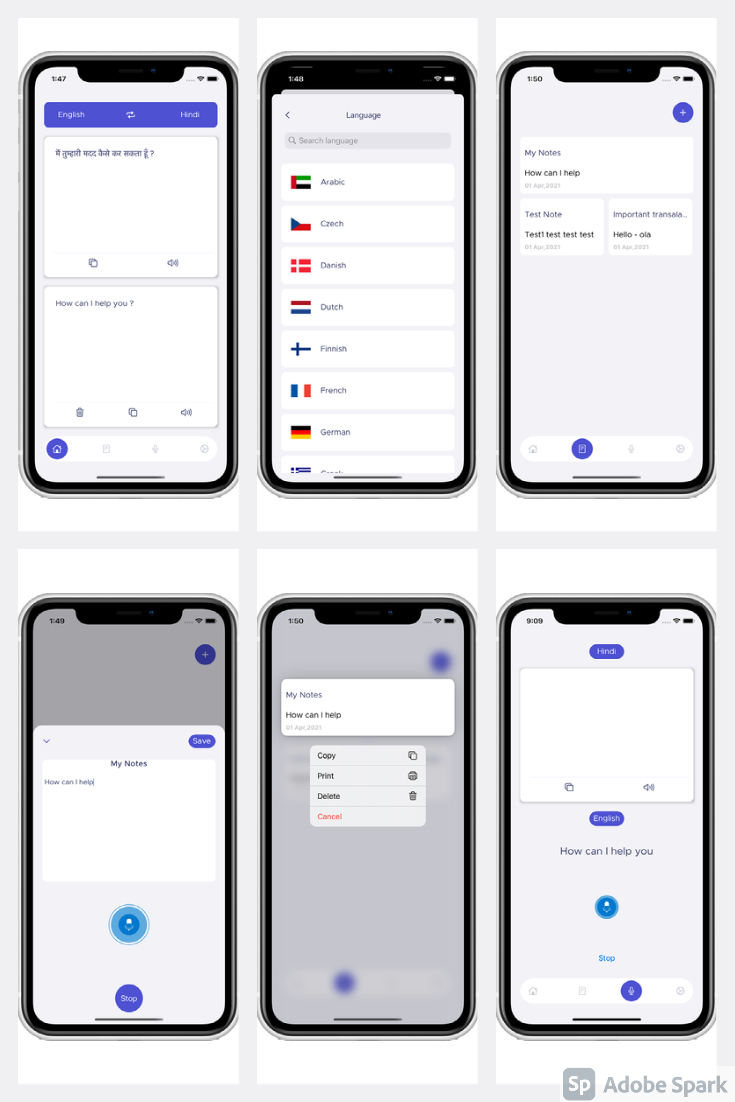 1:47
English
Hindi
में तुम्हारी मदद कैसे कर सकता हूँ ?
How can I help you ?
1:48
Language
Search language
Arabic
Czech
Danish
Dutch
Finnish
French
German
Greek
1:50
+
My Notes
How can I help
01 Apr,2021
Test Note
Test1 test test test
01 Apr,2021
Important transala...
Hello - ola
01 Apr,2021
1:49
+
Save
My Notes
How can I help
Stop
1:50
My Notes
How can I help
01 Apr,2021
Copy
Print
Delete
Cancel
9:09
Hindi
English
How can I help you
Stop
Sp Adobe Spark